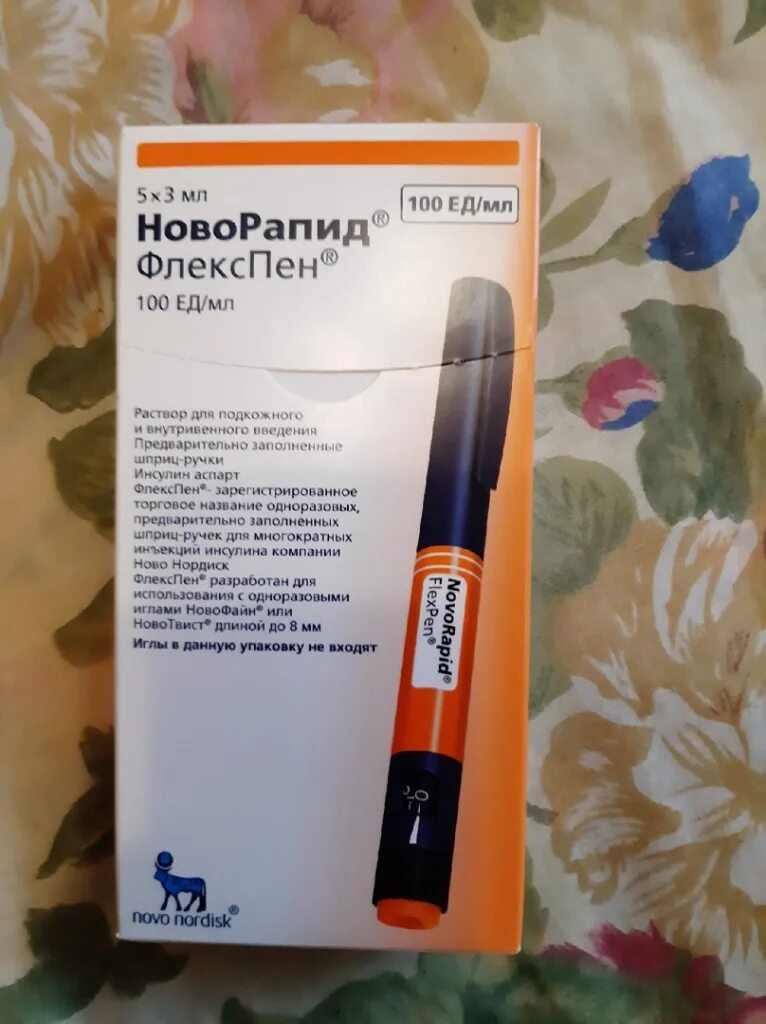 5 х 3 мл
100 ЕД/мл
НовоРапид®
ФлексПен®
100 ЕД/мл
Раствор для подкожного
и внутривенного введения
Предварительно заполненные
шприц-ручки
Инсулин аспарт
ФлексПен®- зарегистрированное
торговое название одноразовых,
предварительно заполненных
шприц-ручек для многократных
инъекций инсулина компании
Ново Нордиск
ФлексПен® разработан для
использования с одноразовыми
иглами НовоФайн® или
НовоТвист® длиной до 8 мм
Иглы в данную упаковку не входят
NovoRapid®
FlexPen®
novo nordisk®